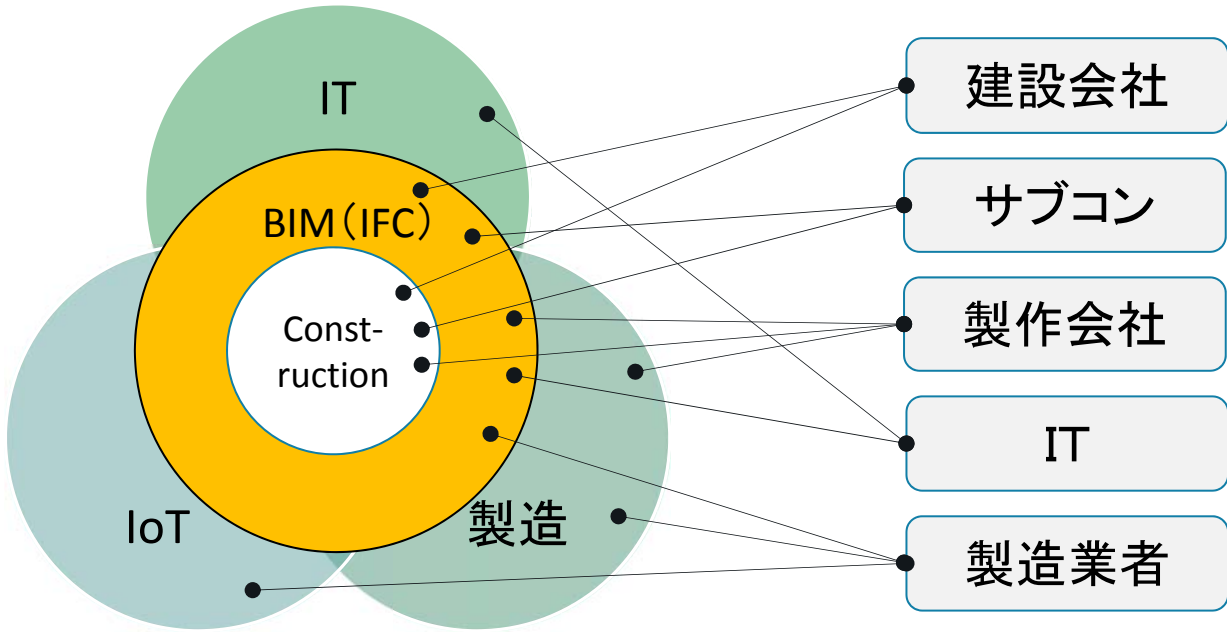 IT
BIM（IFC）
Const-
ruction
IoT
製造
建設会社
サブコン
製作会社
IT
製造業者